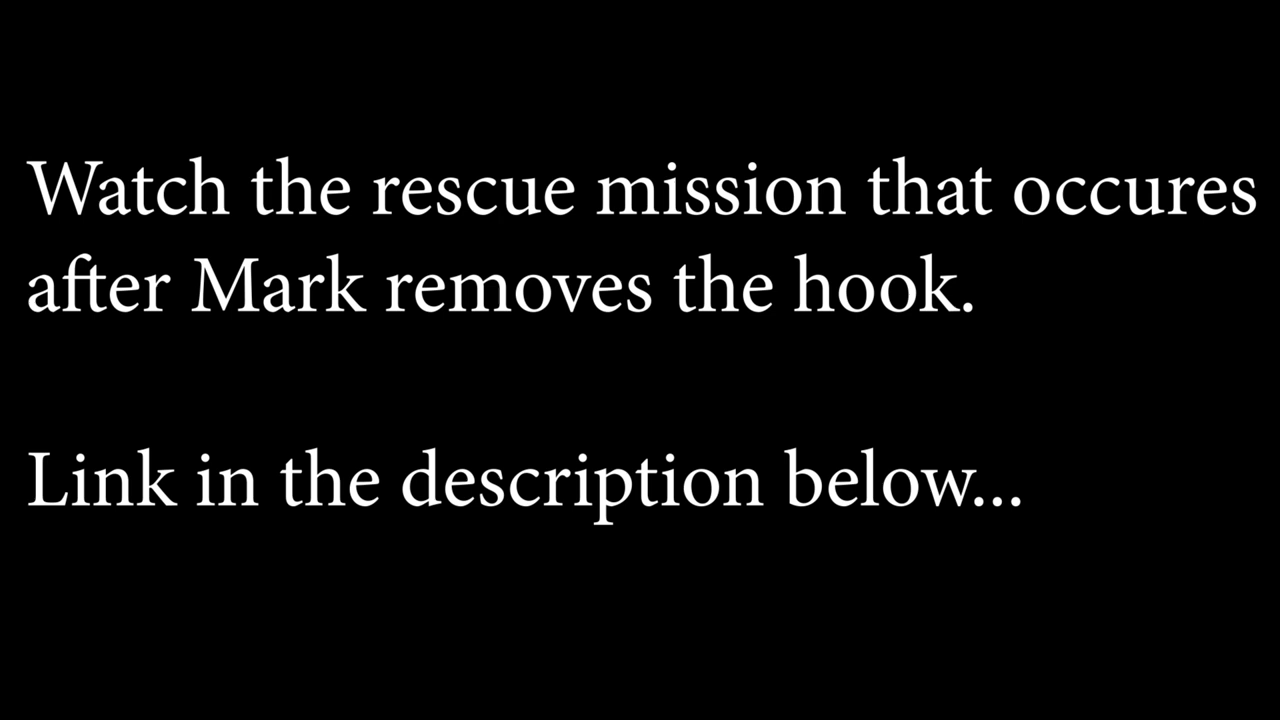 Watch the rescue mission that occures
after Mark removes the hook.
Link in the description below...